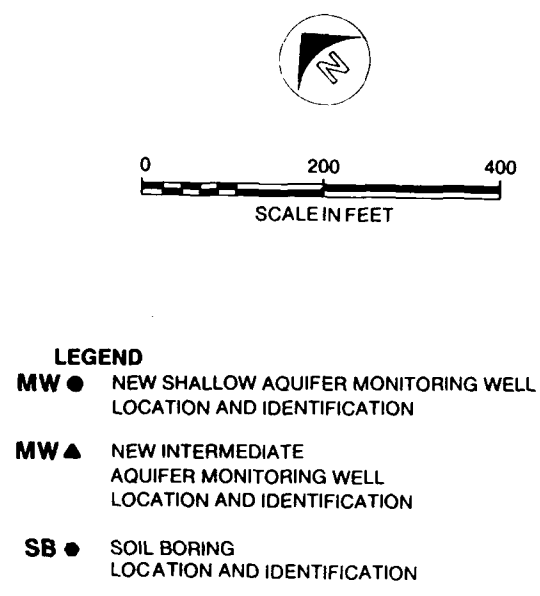 N
0 200 400
SCALE IN FEET
LEGEND
MW ● NEW SHALLOW AQUIFER MONITORING WELL
LOCATION AND IDENTIFICATION
MW ▲ NEW INTERMEDIATE
AQUIFER MONITORING WELL
LOCATION AND IDENTIFICATION
SB ● SOIL BORING
LOCATION AND IDENTIFICATION